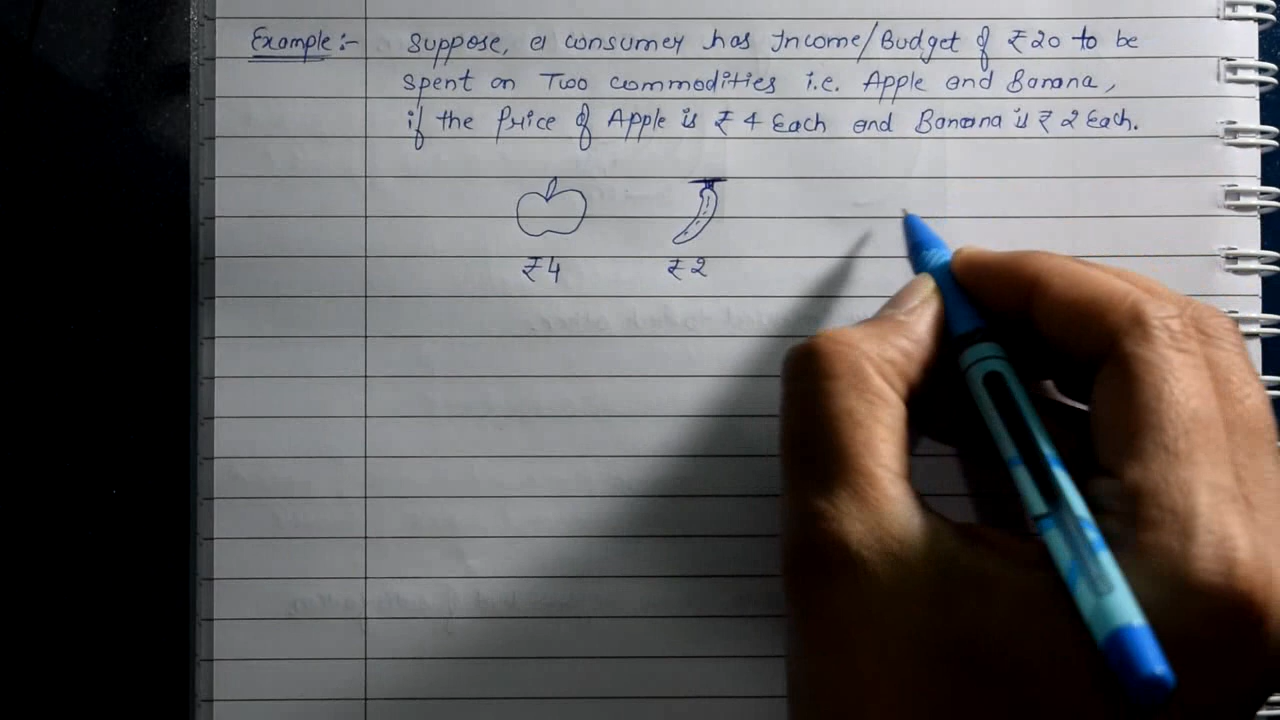 Example :- Suppose, a consumer has Income/Budget of ₹20 to be
spent on Two commodities i.e. Apple and Banana,
if the Price of Apple is ₹ 4 Each and Banana is ₹ 2 Each.
₹4 ₹2